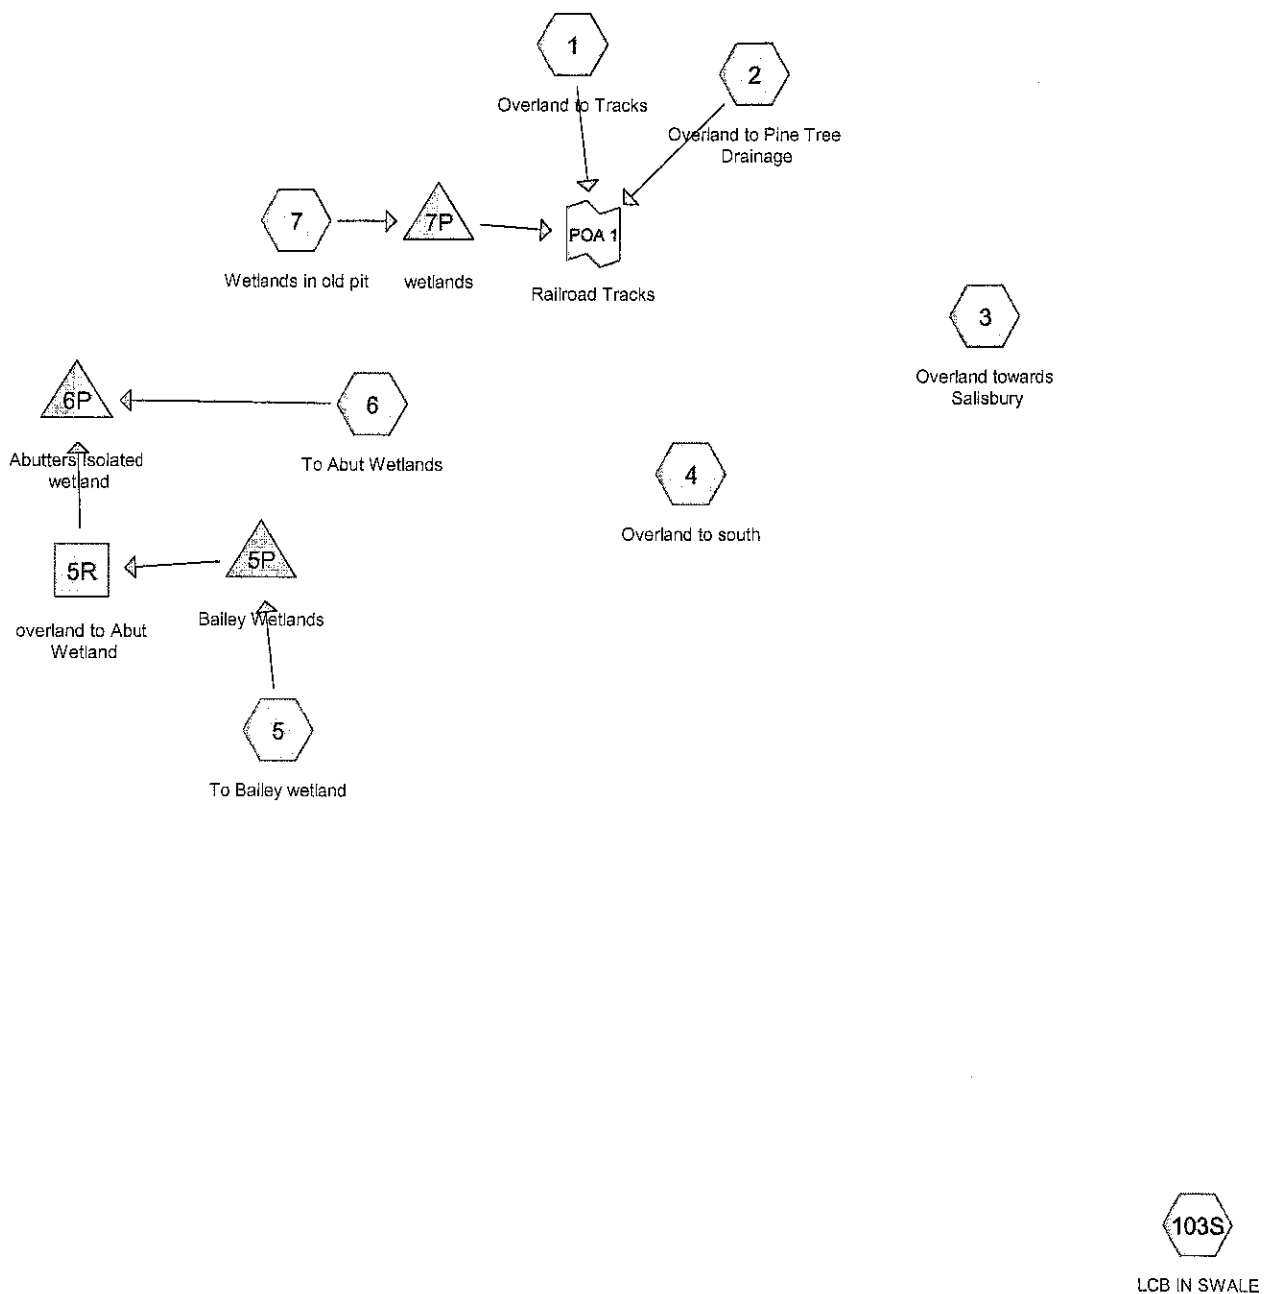 1
Overland to Tracks
2
Overland to Pine Tree
Drainage
7
Wetlands in old pit
7P
wetlands
POA 1
Railroad Tracks
3
Overland towards
Salisbury
6P
Abutters Isolated
wetland
6
To Abut Wetlands
4
Overland to south
5R
overland to Abut
Wetland
5P
Bailey Wetlands
5
To Bailey wetland
103S
LCB IN SWALE